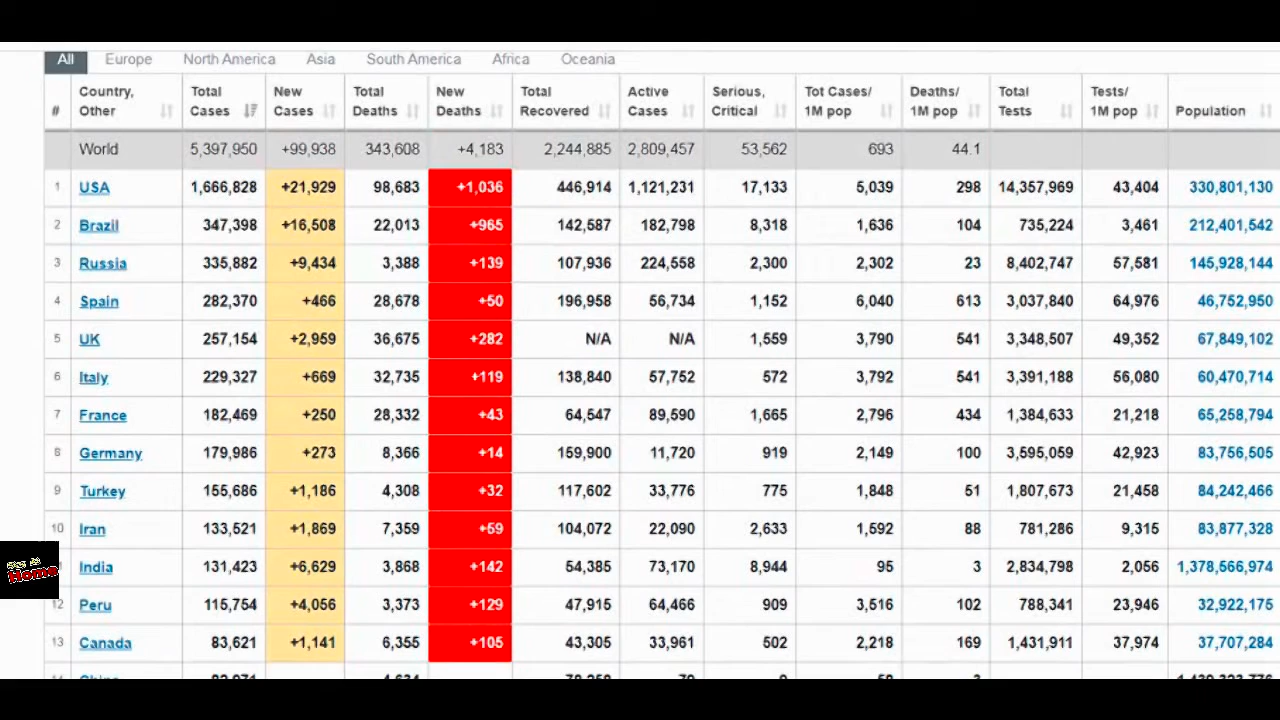 All Europe North America Asia South America Africa Oceania
# Country, Other Total Cases New Cases Total Deaths New Deaths Total Recovered Active Cases Serious, Critical Tot Cases/ 1M pop Deaths/ 1M pop Total Tests Tests/ 1M pop Population
World 5,397,950 +99,938 343,608 +4,183 2,244,885 2,809,457 53,562 693 44.1
1 USA 1,666,828 +21,929 98,683 +1,036 446,914 1,121,231 17,133 5,039 298 14,357,969 43,404 330,801,130
2 Brazil 347,398 +16,508 22,013 +965 142,587 182,798 8,318 1,636 104 735,224 3,461 212,401,542
3 Russia 335,882 +9,434 3,388 +139 107,936 224,558 2,300 2,302 23 8,402,747 57,581 145,928,144
4 Spain 282,370 +466 28,678 +50 196,958 56,734 1,152 6,040 613 3,037,840 64,976 46,752,950
5 UK 257,154 +2,959 36,675 +282 N/A N/A 1,559 3,790 541 3,348,507 49,352 67,849,102
6 Italy 229,327 +669 32,735 +119 138,840 57,752 572 3,792 541 3,391,188 56,080 60,470,714
7 France 182,469 +250 28,332 +43 64,547 89,590 1,665 2,796 434 1,384,633 21,218 65,258,794
8 Germany 179,986 +273 8,366 +14 159,900 11,720 919 2,149 100 3,595,059 42,923 83,756,505
9 Turkey 155,686 +1,186 4,308 +32 117,602 33,776 775 1,848 51 1,807,673 21,458 84,242,466
10 Iran 133,521 +1,869 7,359 +59 104,072 22,090 2,633 1,592 88 781,286 9,315 83,877,328
India 131,423 +6,629 3,868 +142 54,385 73,170 8,944 95 3 2,834,798 2,056 1,378,566,974
Home
12 Peru 115,754 +4,056 3,373 +129 47,915 64,466 909 3,516 102 788,341 23,946 32,922,175
13 Canada 83,621 +1,141 6,355 +105 43,305 33,961 502 2,218 169 1,431,911 37,974 37,707,284